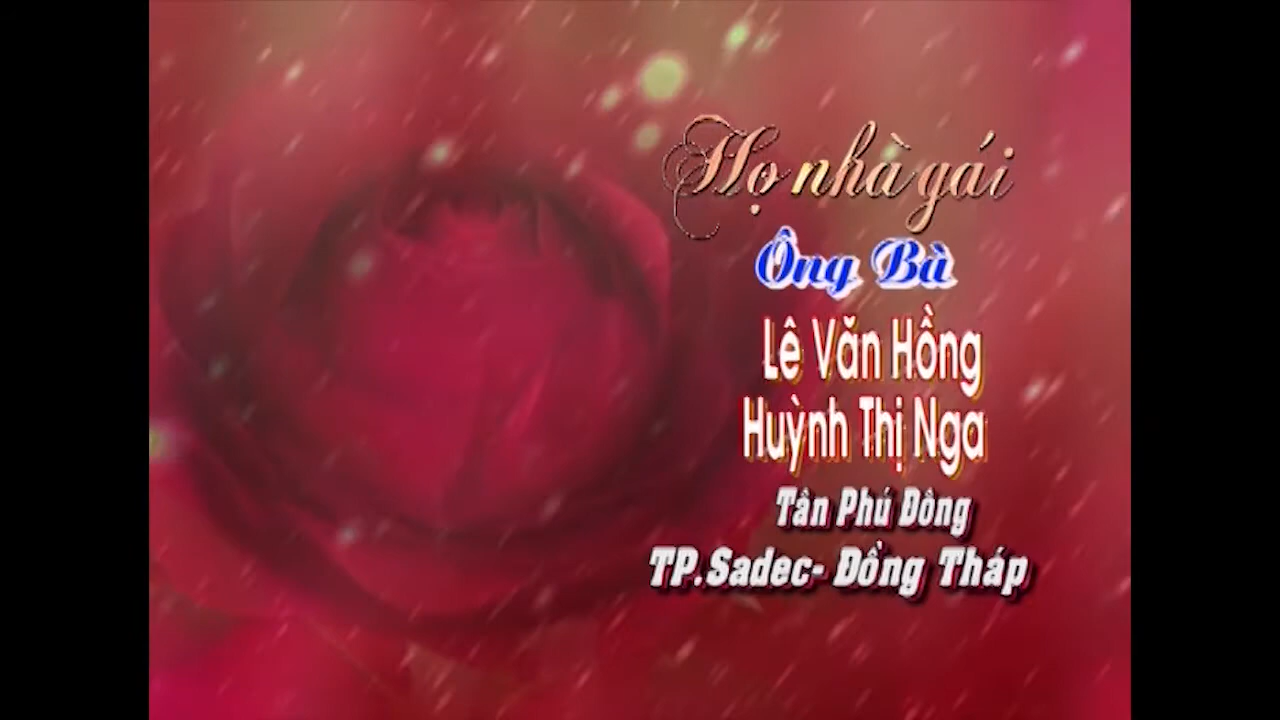 Họ nhà gái
Ông Bà
Lê Văn Hồng
Huỳnh Thị Nga
Tân Phú Đông
TP.Sadec- Đồng Tháp